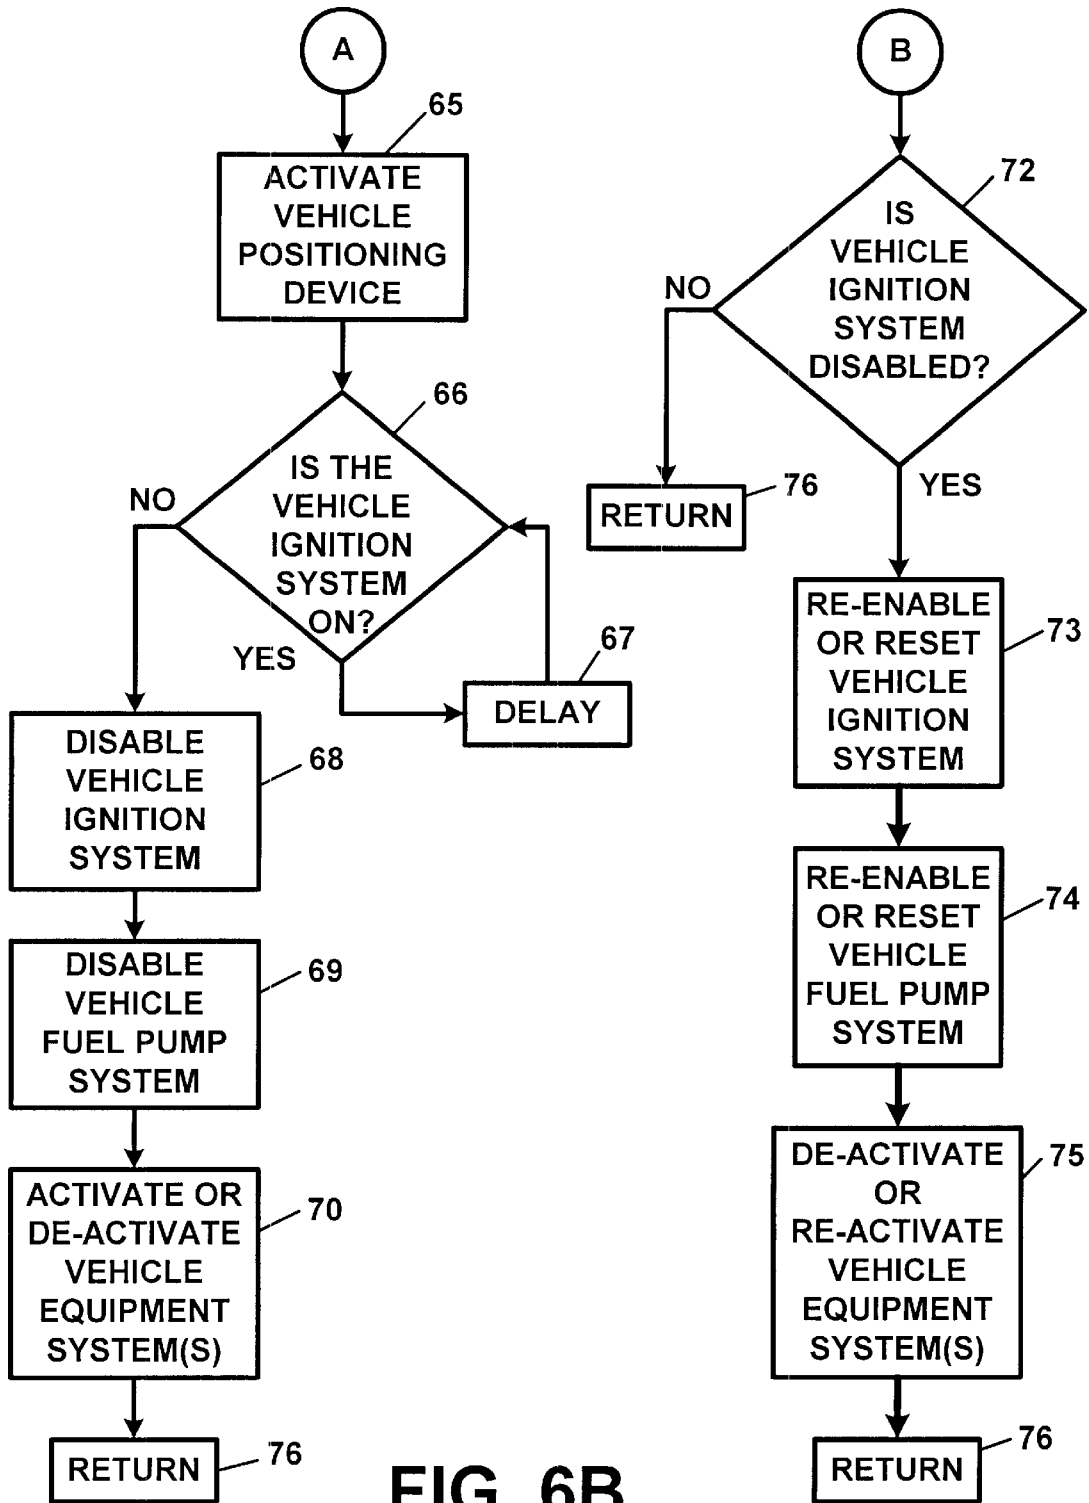 A
65
ACTIVATE
VEHICLE
POSITIONING
DEVICE
66
IS THE
VEHICLE
IGNITION
SYSTEM
ON?
NO
YES
67
DELAY
68
DISABLE
VEHICLE
IGNITION
SYSTEM
69
DISABLE
VEHICLE
FUEL PUMP
SYSTEM
70
ACTIVATE OR
DE-ACTIVATE
VEHICLE
EQUIPMENT
SYSTEM(S)
RETURN
76
B
72
IS
VEHICLE
IGNITION
SYSTEM
DISABLED?
NO
76
RETURN
YES
RE-ENABLE
OR RESET
VEHICLE
IGNITION
SYSTEM
73
RE-ENABLE
OR RESET
VEHICLE
FUEL PUMP
SYSTEM
74
DE-ACTIVATE
OR
RE-ACTIVATE
VEHICLE
EQUIPMENT
SYSTEM(S)
75
RETURN
76
FIG. 6B